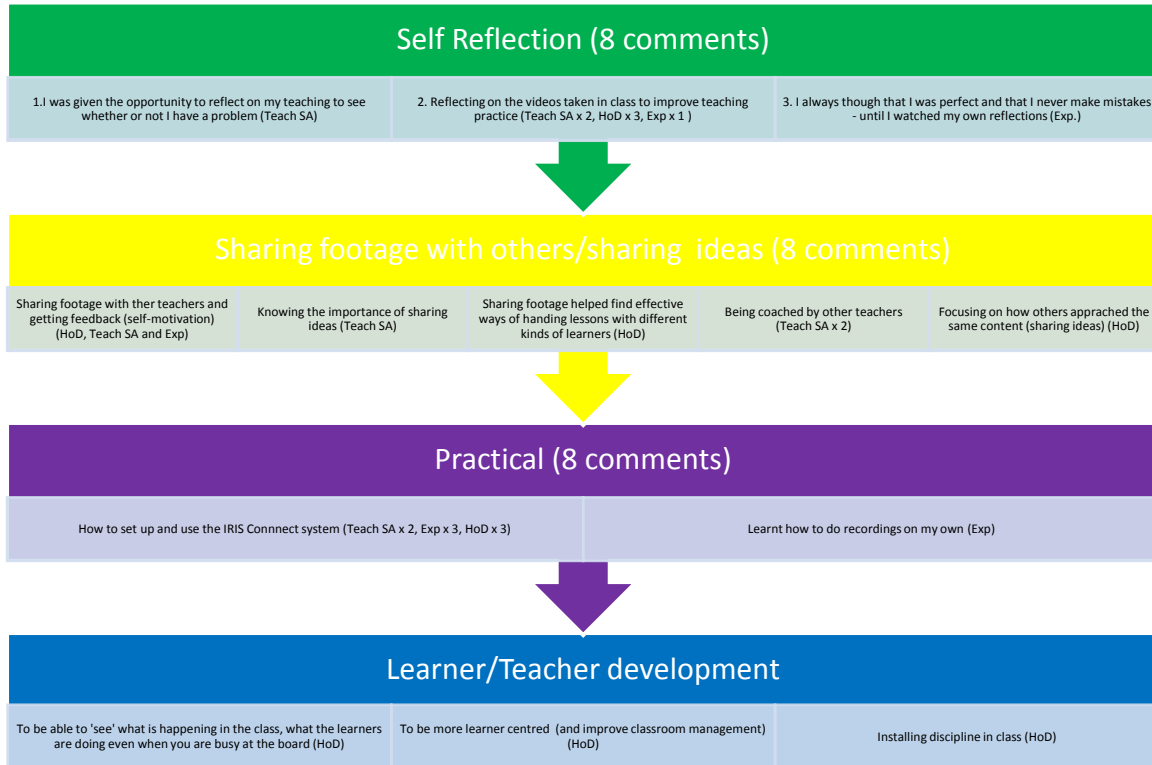 Self Reflection (8 comments)
1.I was given the opportunity to reflect on my teaching to see
whether or not I have a problem (Teach SA)
2. Reflecting on the videos taken in class to improve teaching
practice (Teach SA x 2, HoD x 3, Exp x 1 )
3. I always though that I was perfect and that I never make mistakes
- until I watched my own reflections (Exp.)
Sharing footage with others/sharing ideas (8 comments)
Sharing footage with ther teachers and
getting feedback (self-motivation)
(HoD, Teach SA and Exp)
Knowing the importance of sharing
ideas (Teach SA)
Sharing footage helped find effective
ways of handing lessons with different
kinds of learners (HoD)
Being coached by other teachers
(Teach SA x 2)
Focusing on how others apprached the
same content (sharing ideas) (HoD)
Practical (8 comments)
How to set up and use the IRIS Connnect system (Teach SA x 2, Exp x 3, HoD x 3)
Learnt how to do recordings on my own (Exp)
Learner/Teacher development
To be able to 'see' what is happening in the class, what the learners
are doing even when you are busy at the board (HoD)
To be more learner centred (and improve classroom management)
(HoD)
Installing discipline in class (HoD)